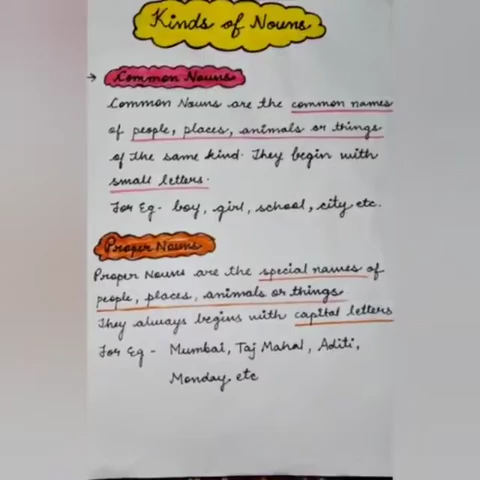 Kinds of Nouns
→ Common Nouns
Common Nouns are the common names
of people, places, animals or things
of the same kind. They begin with
small letters.
For Eg- boy, girl, school, city etc.
Proper Nouns
Proper Nouns are the special names of
people, places, animals or things
They always begins with capital letters
For Eg - Mumbai, Taj Mahal, Aditi,
Monday, etc